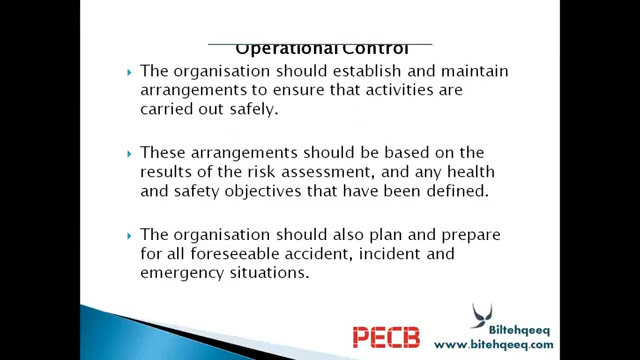 Operational Control
The organisation should establish and maintain
arrangements to ensure that activities are
carried out safely.
These arrangements should be based on the
results of the risk assessment, and any health
and safety objectives that have been defined.
The organisation should also plan and prepare
for all foreseeable accident, incident and
emergency situations.
PECB
Biltehqeeq
www.bitehqeeq.com